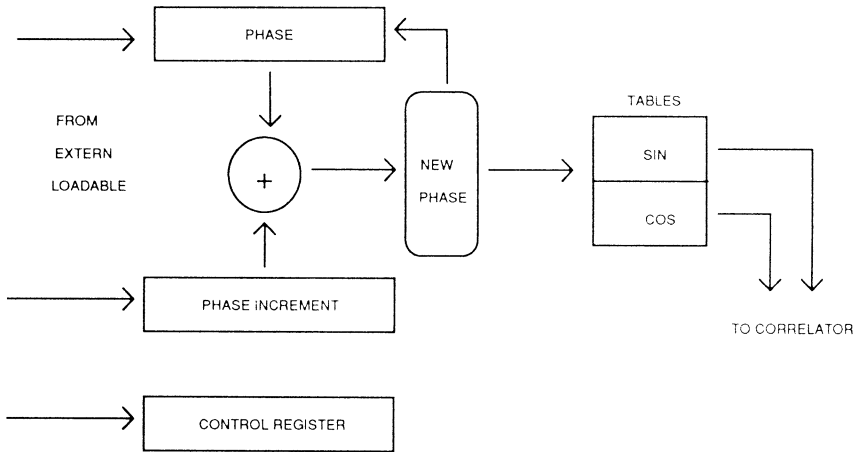 PHASE
FROM
EXTERN
LOADABLE
+
NEW
PHASE
TABLES
SIN
COS
PHASE INCREMENT
TO CORRELATOR
CONTROL REGISTER